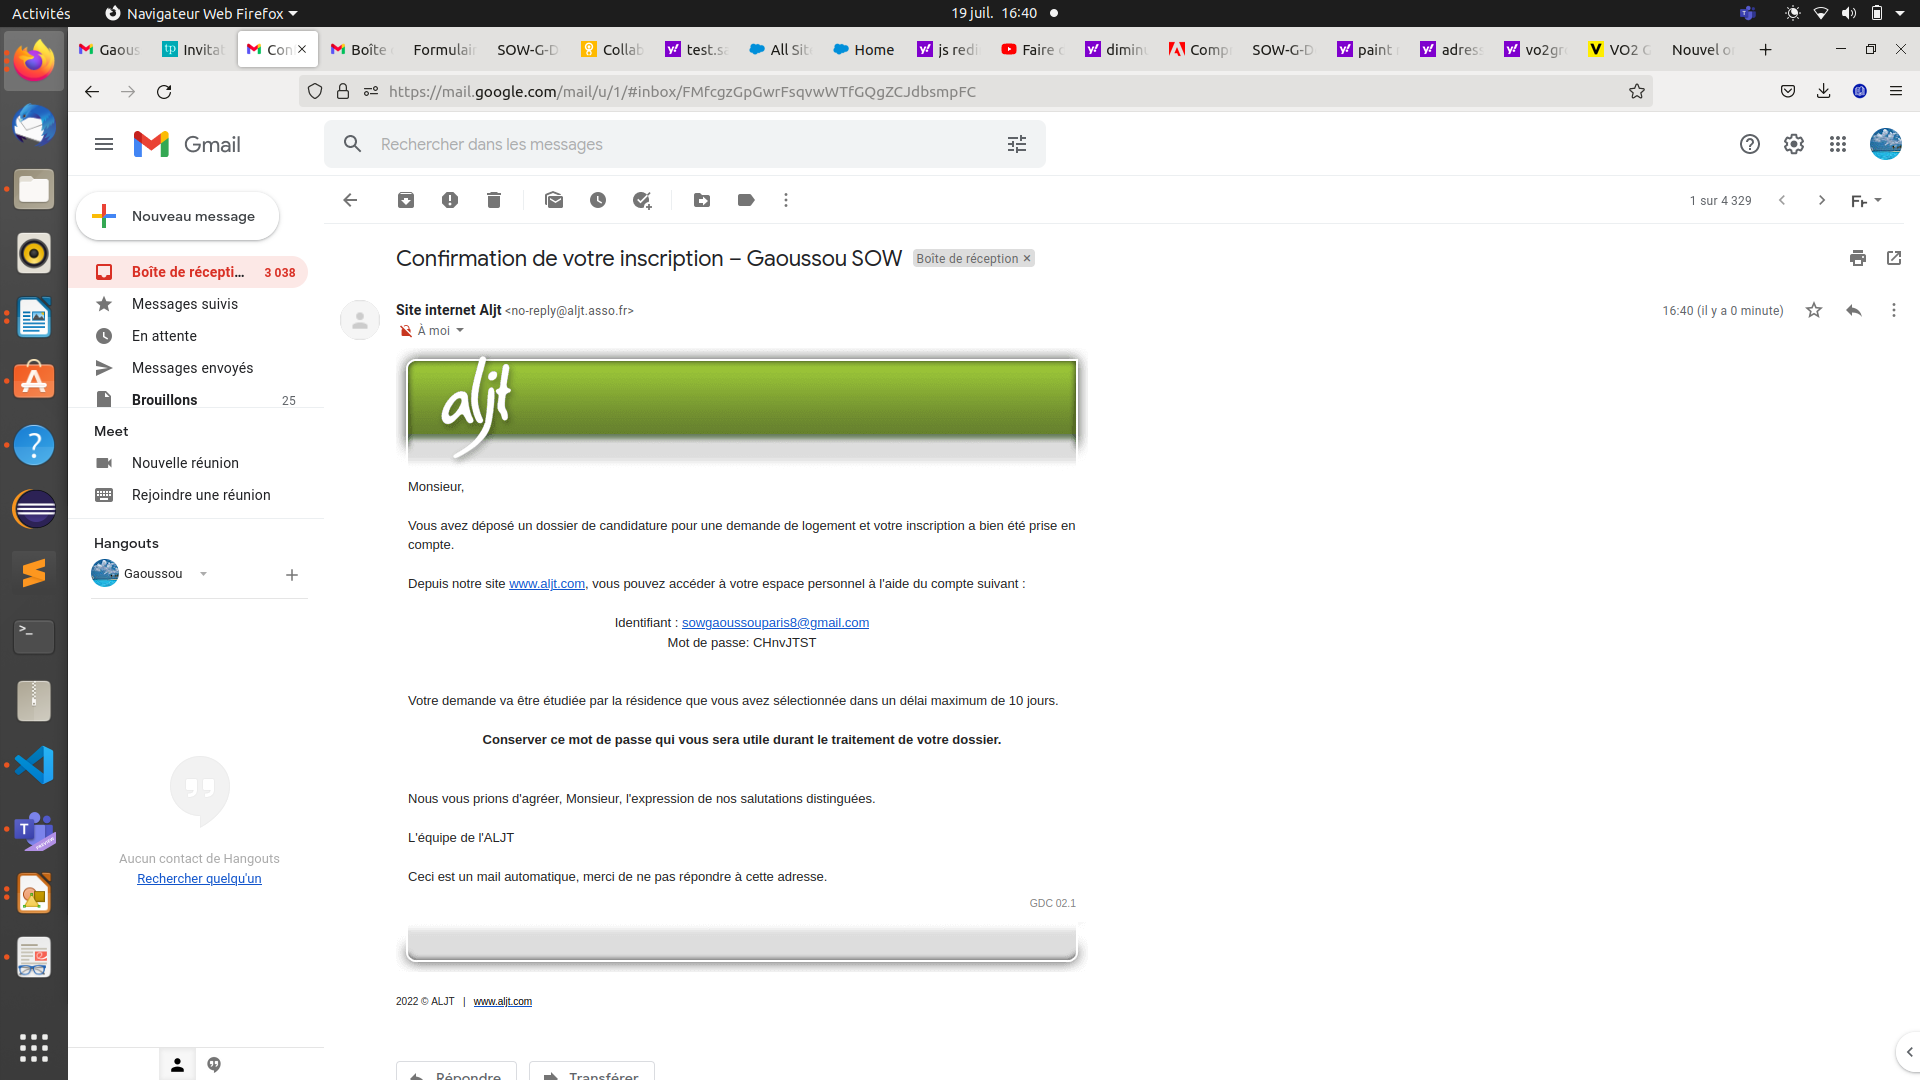 Activités
Navigateur Web Firefox
19 juil. 16:40
Gaous
Invitat
Con
Boîte
Formulair
SOW-G-D
Collab
test.sa
All Sit
Home
js redi
Faire d
diminu
Comp
SOW-G-D
paint
adress
vo2gr
VO2 G
Nouvel o
https://mail.google.com/mail/u/1/#inbox/FMfcgzGpGwrFsqvwWTfGQgZCJdbsmpFC
Gmail
Rechercher dans les messages
Nouveau message
1 sur 4 329
Boîte de récepti... 3 038
Messages suivis
En attente
Messages envoyés
Brouillons 25
Meet
Nouvelle réunion
Rejoindre une réunion
Hangouts
Gaoussou
Aucun contact de Hangouts
Rechercher quelqu'un
Confirmation de votre inscription – Gaoussou SOW
Boîte de réception ×
Site internet Aljt <no-reply@aljt.asso.fr>
16:40 (il y a 0 minute)
À moi
aljt
Monsieur,
Vous avez déposé un dossier de candidature pour une demande de logement et votre inscription a bien été prise en
compte.
Depuis notre site www.aljt.com, vous pouvez accéder à votre espace personnel à l'aide du compte suivant :
Identifiant : sowgaoussouparis8@gmail.com
Mot de passe: CHnvJTST
Votre demande va être étudiée par la résidence que vous avez sélectionnée dans un délai maximum de 10 jours.
Conserver ce mot de passe qui vous sera utile durant le traitement de votre dossier.
Nous vous prions d'agréer, Monsieur, l'expression de nos salutations distinguées.
L'équipe de l'ALJT
Ceci est un mail automatique, merci de ne pas répondre à cette adresse.
GDC 02.1
2022 © ALJT | www.aljt.com
Répondre
Transférer